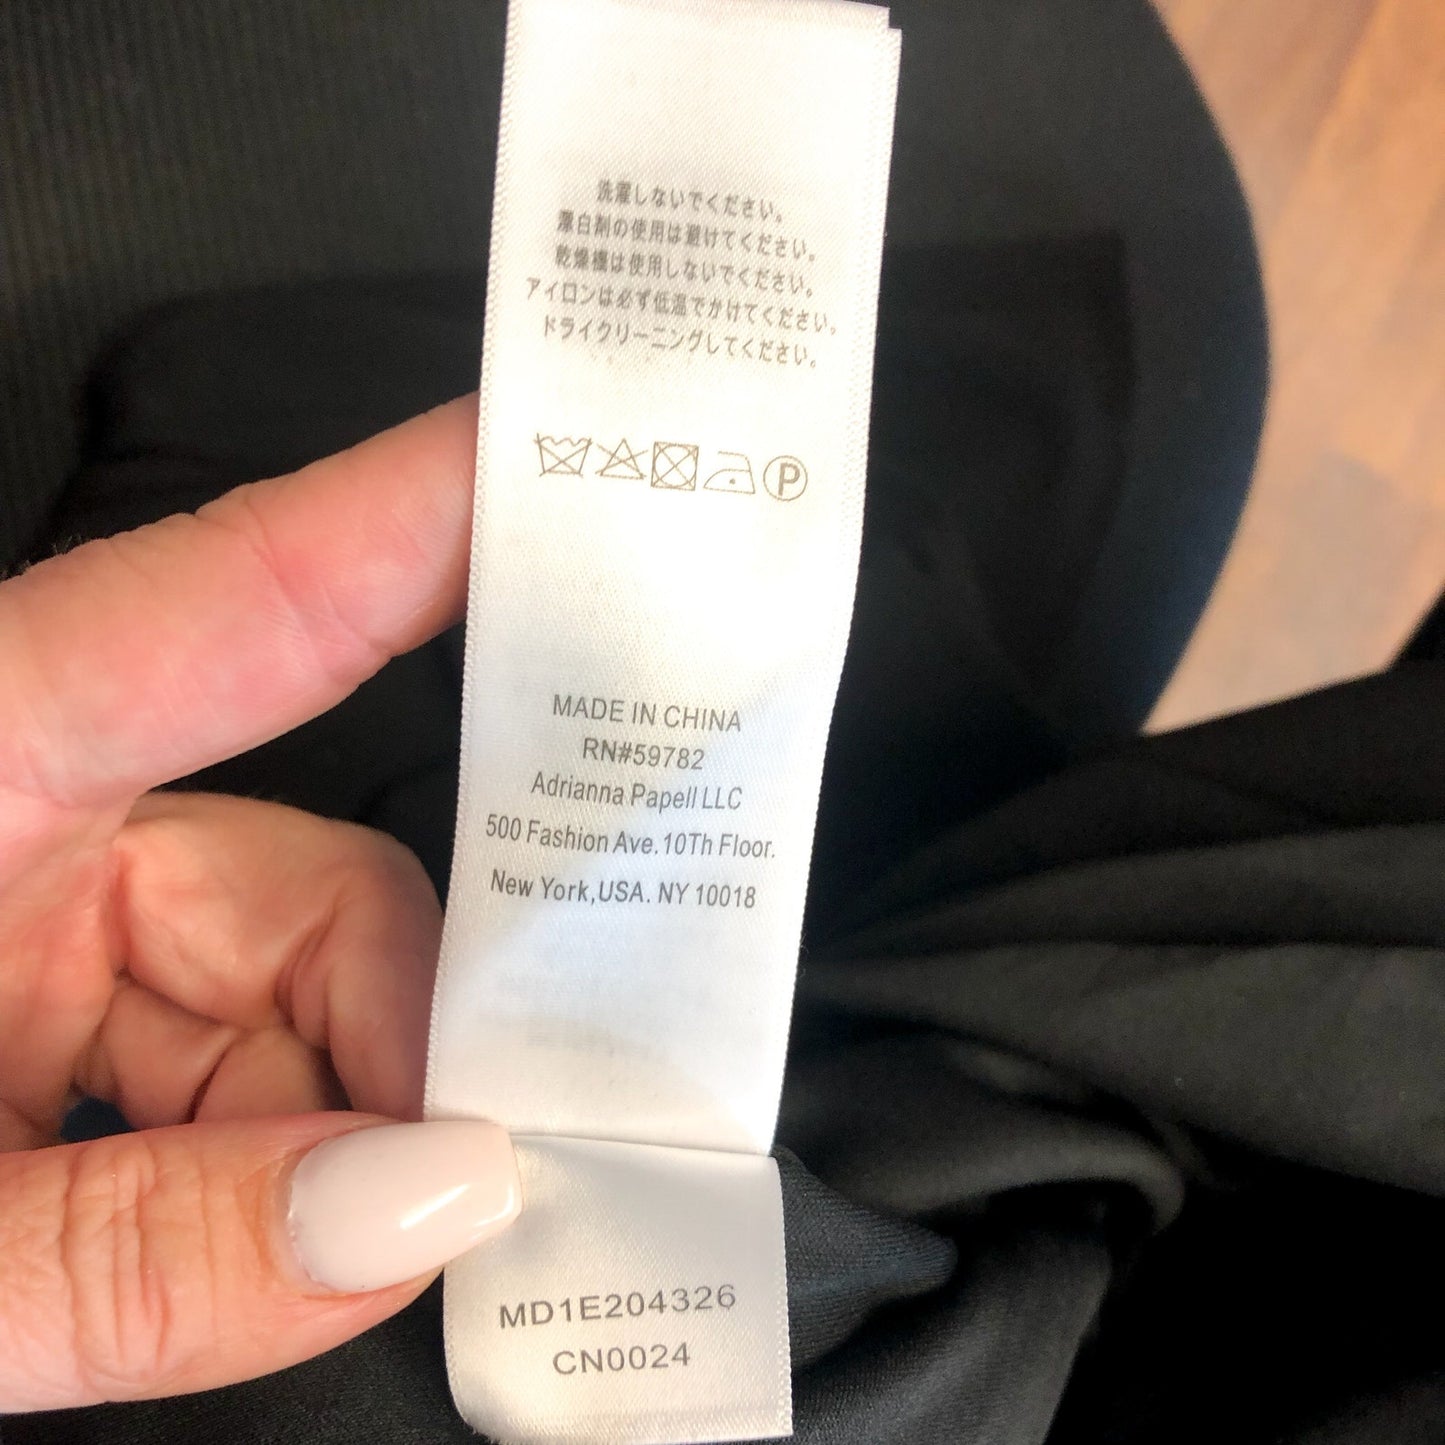 洗濯しないでください。
漂白剤の使用は避けてください。
乾燥機は使用しないでください。
アイロンは必ず低温でかけてください。
ドライクリーニングしてください。
P
MADE IN CHINA
RN#59782
Adrianna Papell LLC
500 Fashion Ave. 10Th Floor.
New York,USA. NY 10018
MD1E204326
CN0024